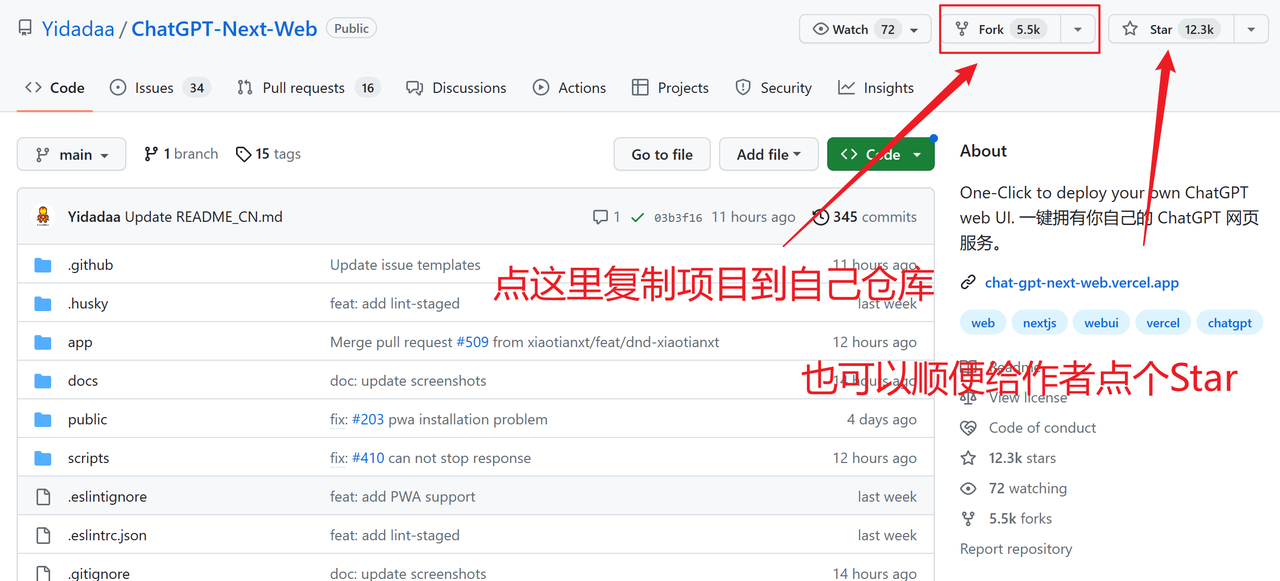 Yidadaa / ChatGPT-Next-Web Public
Watch 72
Fork 5.5k
Star 12.3k
Code
Issues 34
Pull requests 16
Discussions
Actions
Projects
Security
Insights
main
1 branch
15 tags
Go to file
Add file
Code
Yidadaa Update README_CN.md 1 03b3f16 11 hours ago 345 commits
.github Update issue templates 11 hours ago
点这里复制项目到自己仓库
.husky feat: add lint-staged last week
app Merge pull request #509 from xiaotianxt/feat/dnd-xiaotianxt 12 hours ago
docs doc: update screenshots 14 hours ago
public fix: #203 pwa installation problem 4 days ago
scripts fix: #410 can not stop response 12 hours ago
.eslintignore feat: add PWA support last week
.eslintrc.json feat: add lint-staged last week
.gitignore doc: update screenshots 14 hours ago
About
One-Click to deploy your own ChatGPT
web UI. 一键拥有你自己的 ChatGPT 网页
服务。
chat-gpt-next-web.vercel.app
web nextjs webui vercel chatgpt
Readme
也可以顺便给作者点个Star
View license
Code of conduct
12.3k stars
72 watching
5.5k forks
Report repository